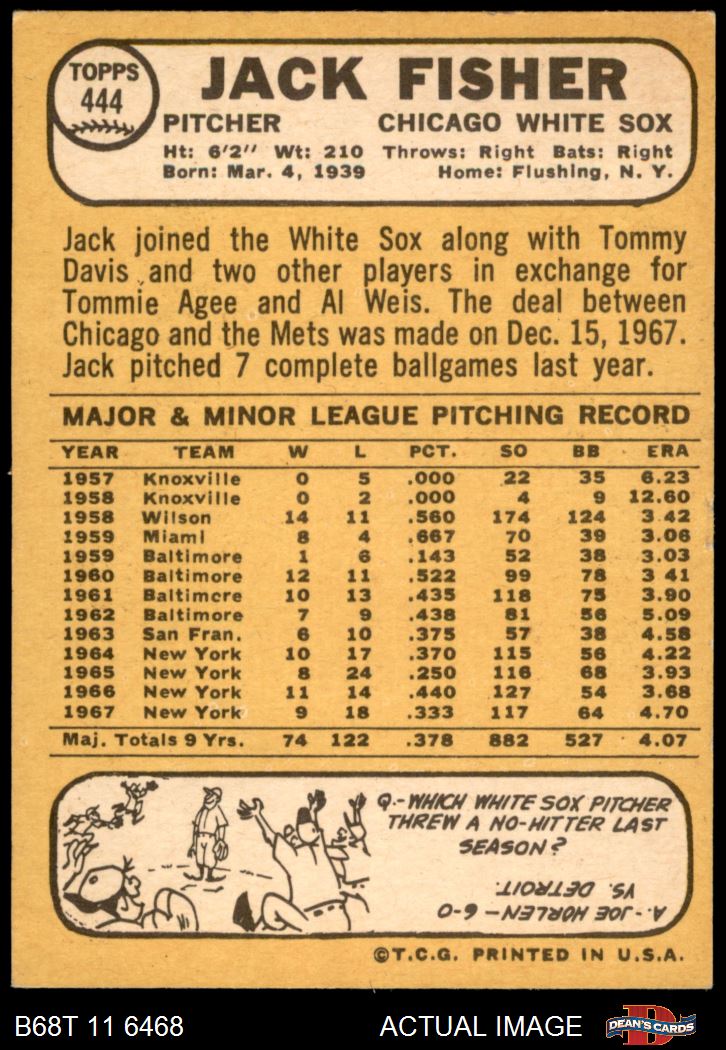 TOPPS
444
JACK FISHER
PITCHER CHICAGO WHITE SOX
Ht: 6'2" Wt: 210 Throws: Right Bats: Right
Born: Mar. 4, 1939 Home: Flushing, N. Y.
Jack joined the White Sox along with Tommy
Davis and two other players in exchange for
Tommie Agee and Al Weis. The deal between
Chicago and the Mets was made on Dec. 15, 1967.
Jack pitched 7 complete ballgames last year.
MAJOR & MINOR LEAGUE PITCHING RECORD
YEAR TEAM W L PCT. SO BB ERA
1957 Knoxville 0 5 .000 22 35 6.23
1958 Knoxville 0 2 .000 4 9 12.60
1958 Wilson 14 11 .560 174 124 3.42
1959 Miami 8 4 .667 70 39 3.06
1959 Baltimore 1 6 .143 52 38 3.03
1960 Baltimore 12 11 .522 99 78 3 41
1961 Baltimore 10 13 .435 118 75 3.90
1962 Baltimore 7 9 .438 81 56 5.09
1963 San Fran. 6 10 .375 57 38 4.58
1964 New York 10 17 .370 115 56 4.22
1965 New York 8 24 .250 116 68 3.93
1966 New York 11 14 .440 127 54 3.68
1967 New York 9 18 .333 117 64 4.70
Maj. Totals 9 Yrs. 74 122 .378 882 527 4.07
Q.-WHICH WHITE SOX PITCHER
THREW A NO-HITTER LAST
SEASON?
A.-JOE HORLEN-6-0
VS. DETROIT.
©T.C.G. PRINTED IN U.S.A.
B68T 11 6468 ACTUAL IMAGE DEAN'S CARDS